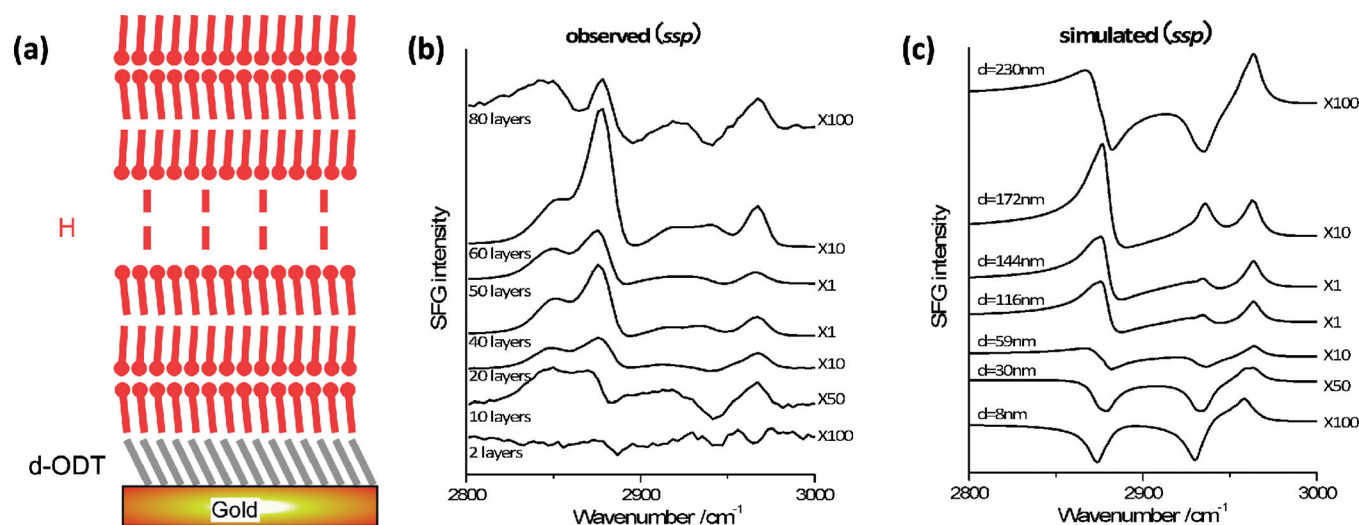 (a)
H
d-ODT
Gold
(b)
observed (ssp)
SFG intensity
80 layers
X100
60 layers
X10
50 layers
X1
40 layers
X1
20 layers
X10
10 layers
X50
2 layers
X100
2800
2900
3000
Wavenumber /cm-1
(c)
simulated (ssp)
SFG intensity
d=230nm
X100
d=172nm
X10
d=144nm
X1
d=116nm
X1
d=59nm
X10
d=30nm
X50
d=8nm
X100
2800
2900
3000
Wavenumber /cm-1